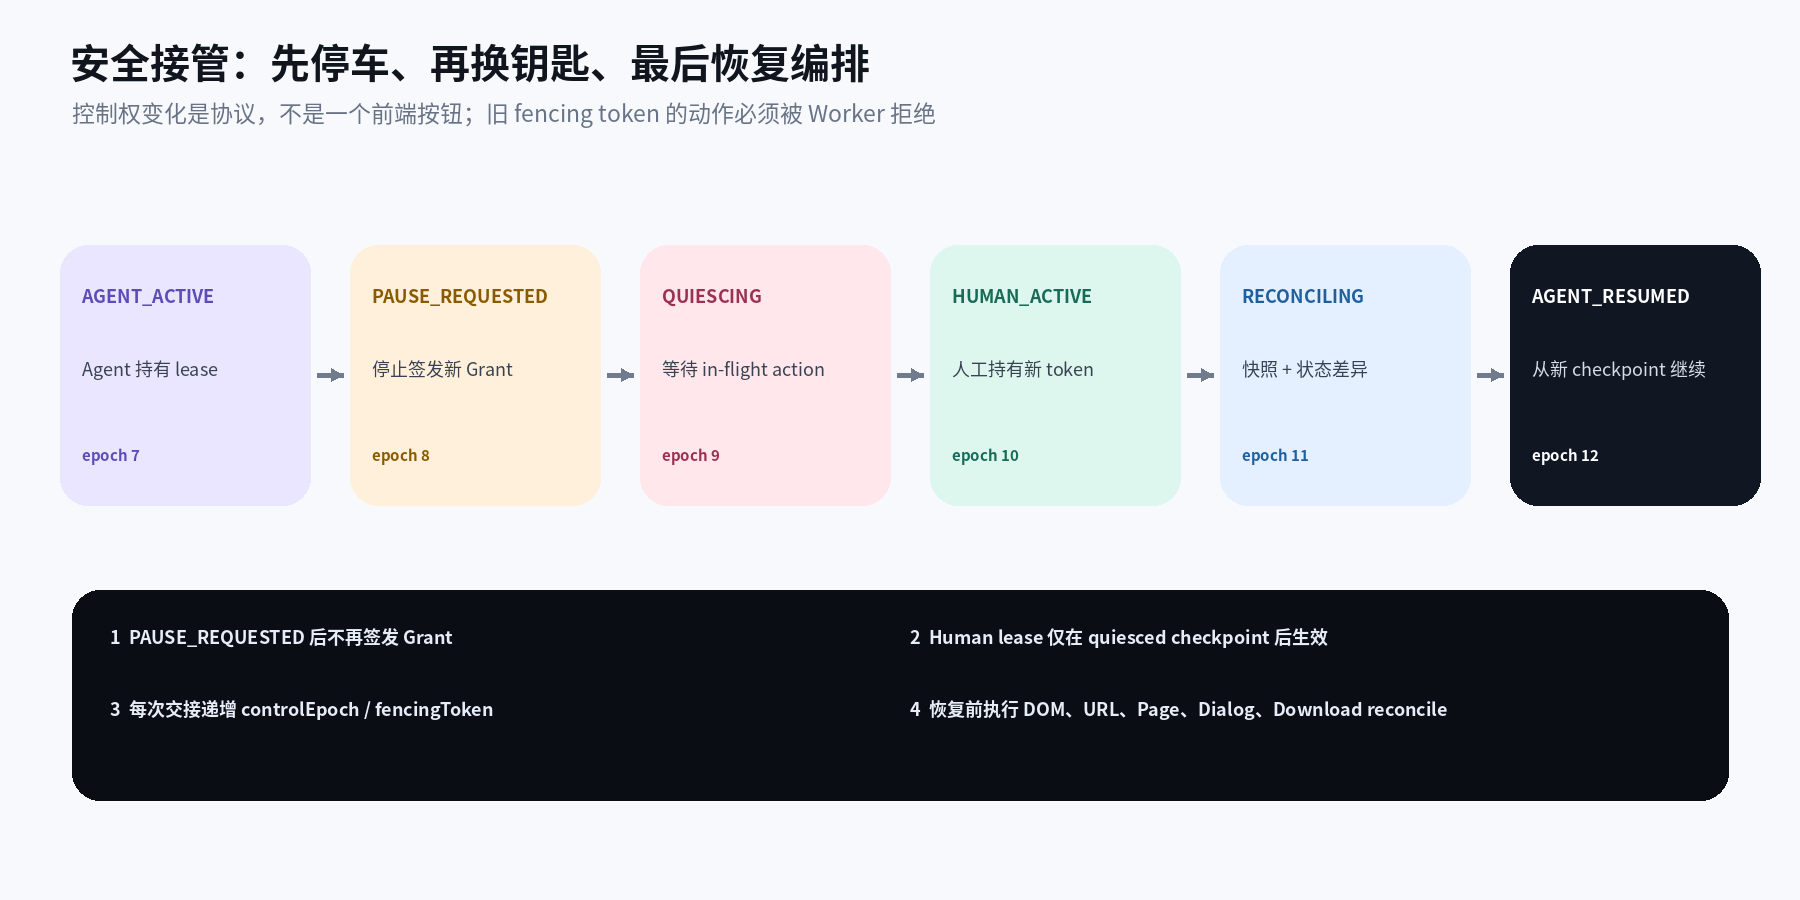 安全接管：先停车、再换钥匙、最后恢复编排
控制权变化是协议，不是一个前端按钮；旧 fencing token 的动作必须被 Worker 拒绝
AGENT_ACTIVE
Agent 持有 lease
epoch 7
PAUSE_REQUESTED
停止签发新 Grant
epoch 8
QUIESCING
等待 in-flight action
epoch 9
HUMAN_ACTIVE
人工持有新 token
epoch 10
RECONCILING
快照 + 状态差异
epoch 11
AGENT_RESUMED
从新 checkpoint 继续
epoch 12
1 PAUSE_REQUESTED 后不再签发 Grant
2 Human lease 仅在 quiesced checkpoint 后生效
3 每次交接递增 controlEpoch / fencingToken
4 恢复前执行 DOM、URL、Page、Dialog、Download reconcile